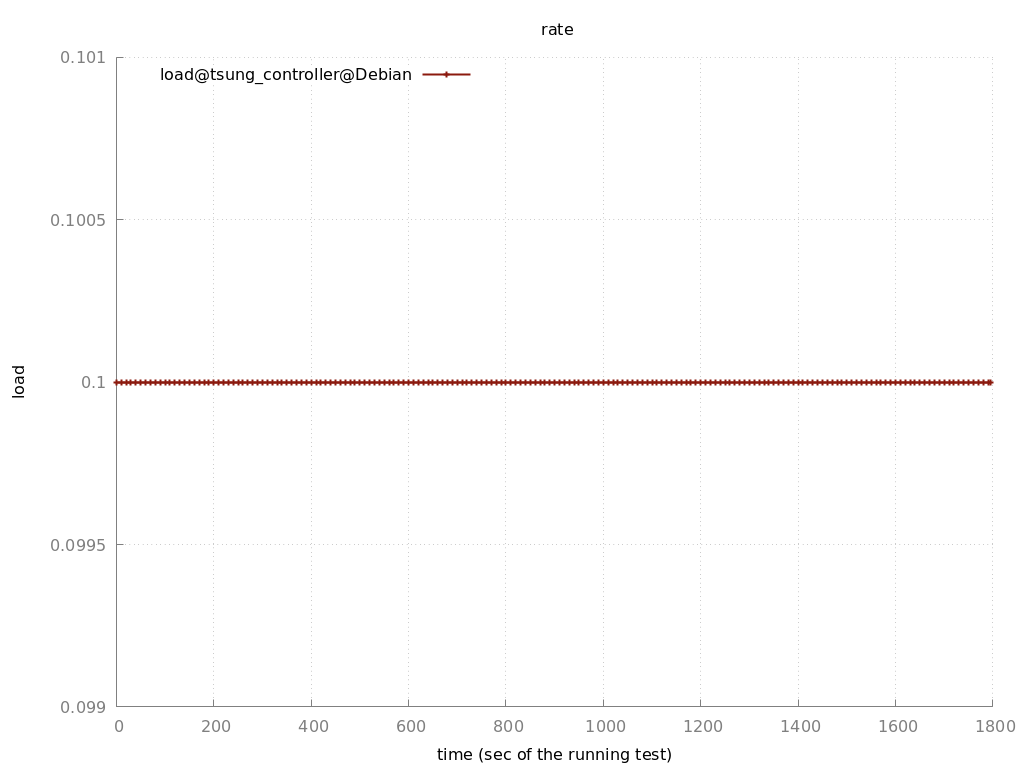 rate
0.101
load@tsung_controller@Debian
0.1005
0.1
load
0.0995
0.099
0 200 400 600 800 1000 1200 1400 1600 1800
time (sec of the running test)